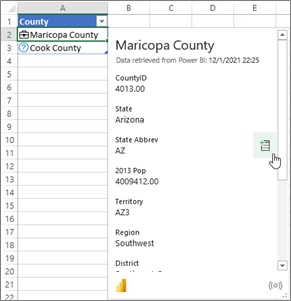 A B C D E
1 County
2 Maricopa County
3 Cook County
4
5
6
7
8
9
10
11
12
13
14
15
16
17
18
19
20
21
22
Maricopa County
Data retrieved from Power BI: 12/1/2021 22:25
CountyID
4013.00
State
Arizona
State Abbrev
AZ
2013 Pop
4009412.00
Territory
AZ3
Region
Southwest
District